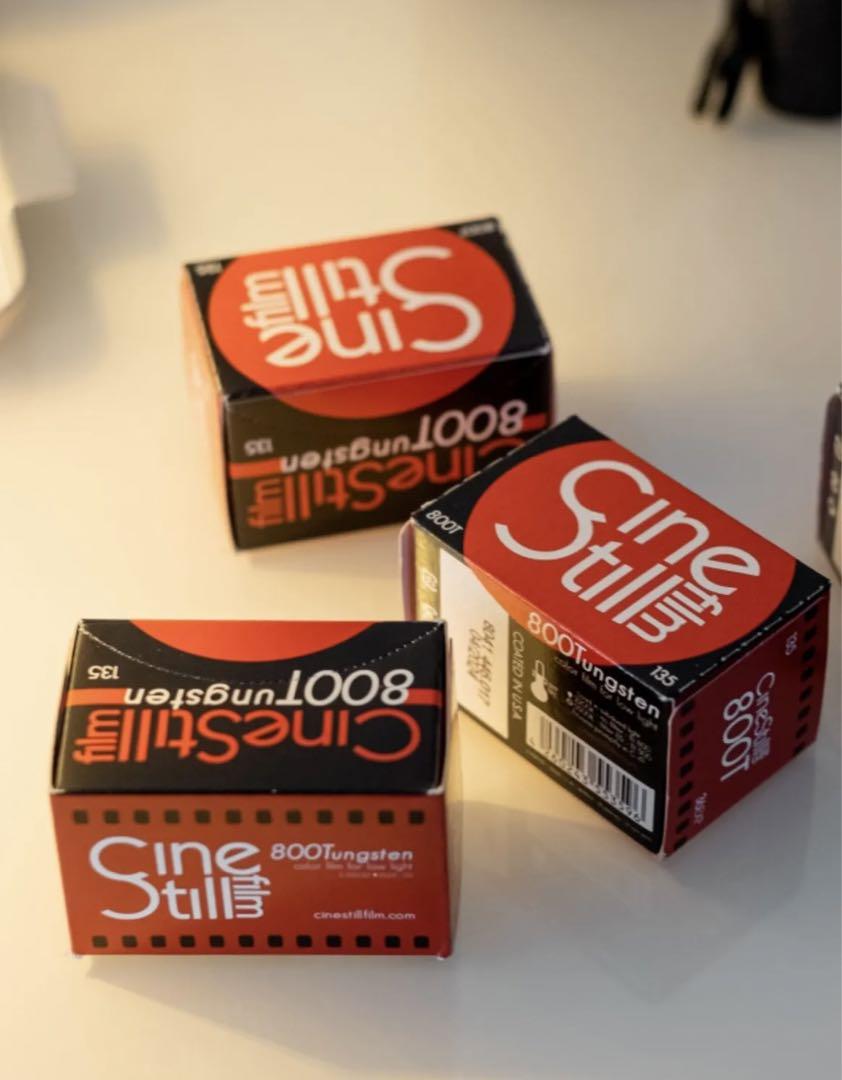 Cine
Still
film
135
800Tungsten
CineStill
film
135
800Tungsten
CineStill
film
Cine
Still
film
800Tungsten
color film for low light
cinestillfilm.com
800T
Cine
Still
film
135
800Tungsten
color film for low light
COATED IN USA
CineStill
800T